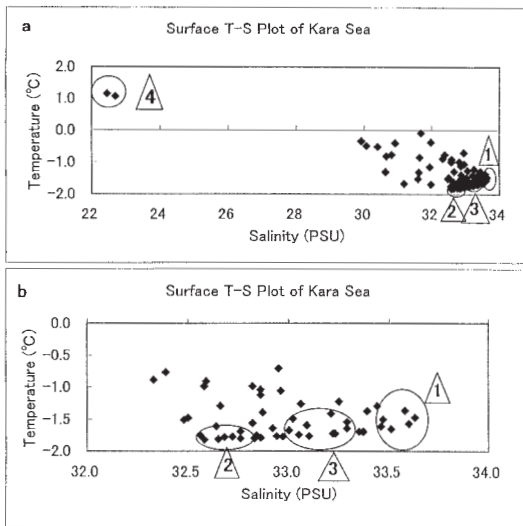 a
Surface T-S Plot of Kara Sea
Temperature (°C)
2.0
1.0
0.0
-1.0
-2.0
22 24 26 28 30 32 34
Salinity (PSU)
4
1
2
3
b
Surface T-S Plot of Kara Sea
Temperature (°C)
0.0
-0.5
-1.0
-1.5
-2.0
32.0 32.5 33.0 33.5 34.0
Salinity (PSU)
1
2
3